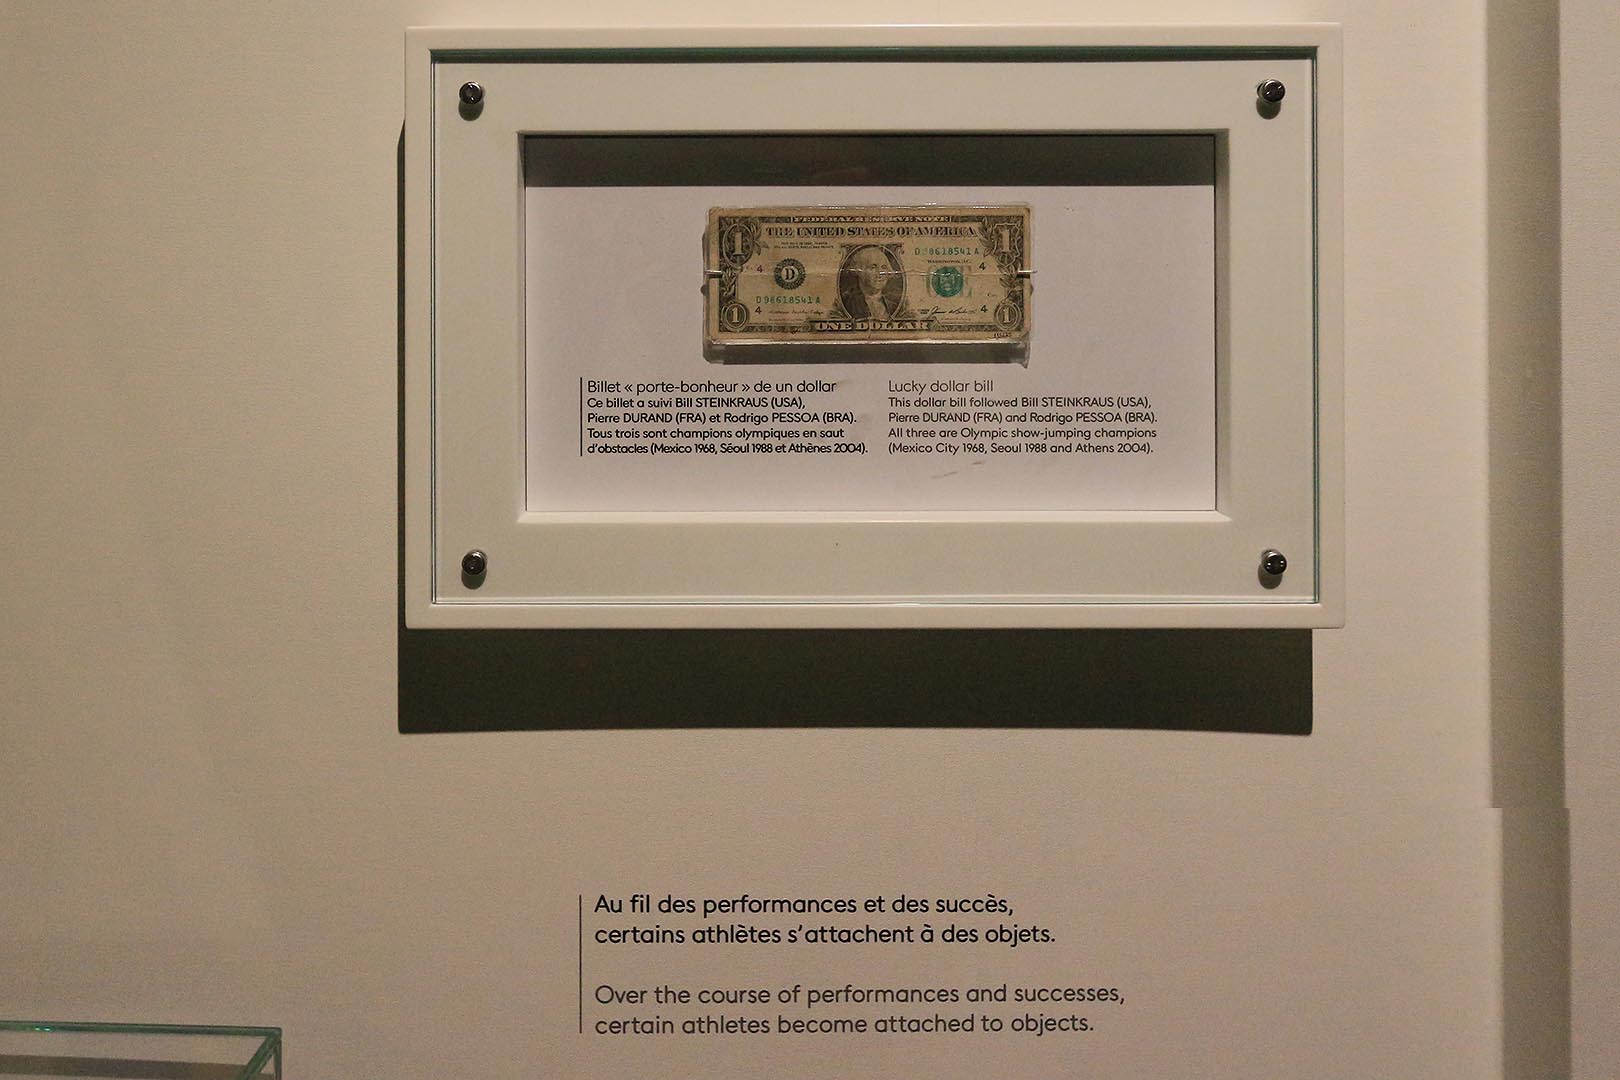 FEDERAL RESERVE NOTE
THE UNITED STATES OF AMERICA
1
1
D 98618541 A
WASHINGTON, D.C.
4
4
D
D 98618541 A
4
4
1
1
ONE DOLLAR
Billet « porte-bonheur » de un dollar
Ce billet a suivi Bill STEINKRAUS (USA),
Pierre DURAND (FRA) et Rodrigo PESSOA (BRA).
Tous trois sont champions olympiques en saut
d'obstacles (Mexico 1968, Séoul 1988 et Athènes 2004).
Lucky dollar bill
This dollar bill followed Bill STEINKRAUS (USA),
Pierre DURAND (FRA) and Rodrigo PESSOA (BRA).
All three are Olympic show-jumping champions
(Mexico City 1968, Seoul 1988 and Athens 2004).
Au fil des performances et des succès,
certains athlètes s'attachent à des objets.
Over the course of performances and successes,
certain athletes become attached to objects.